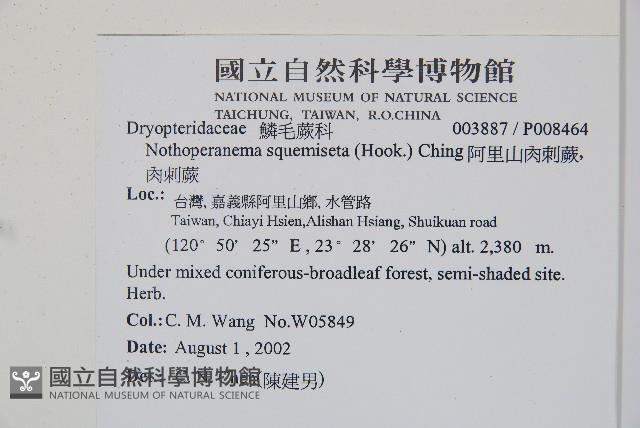 國立自然科學博物館
NATIONAL MUSEUM OF NATURAL SCIENCE
TAICHUNG, TAIWAN, R.O.CHINA
Dryopteridaceae 鱗毛蕨科 003887 / P008464
Nothoperanema squemiseta (Hook.) Ching 阿里山肉刺蕨,
肉刺蕨
Loc.: 台灣, 嘉義縣阿里山鄉, 水管路
Taiwan, Chiayi Hsien, Alishan Hsiang, Shuikuan road
(120° 50' 25" E , 23° 28' 26" N) alt. 2,380 m.
Under mixed coniferous-broadleaf forest, semi-shaded site.
Herb.
Col.: C. M. Wang No.W05849
Date: August 1 , 2002
(陳建男)
國立自然科學博物館
NATIONAL MUSEUM OF NATURAL SCIENCE